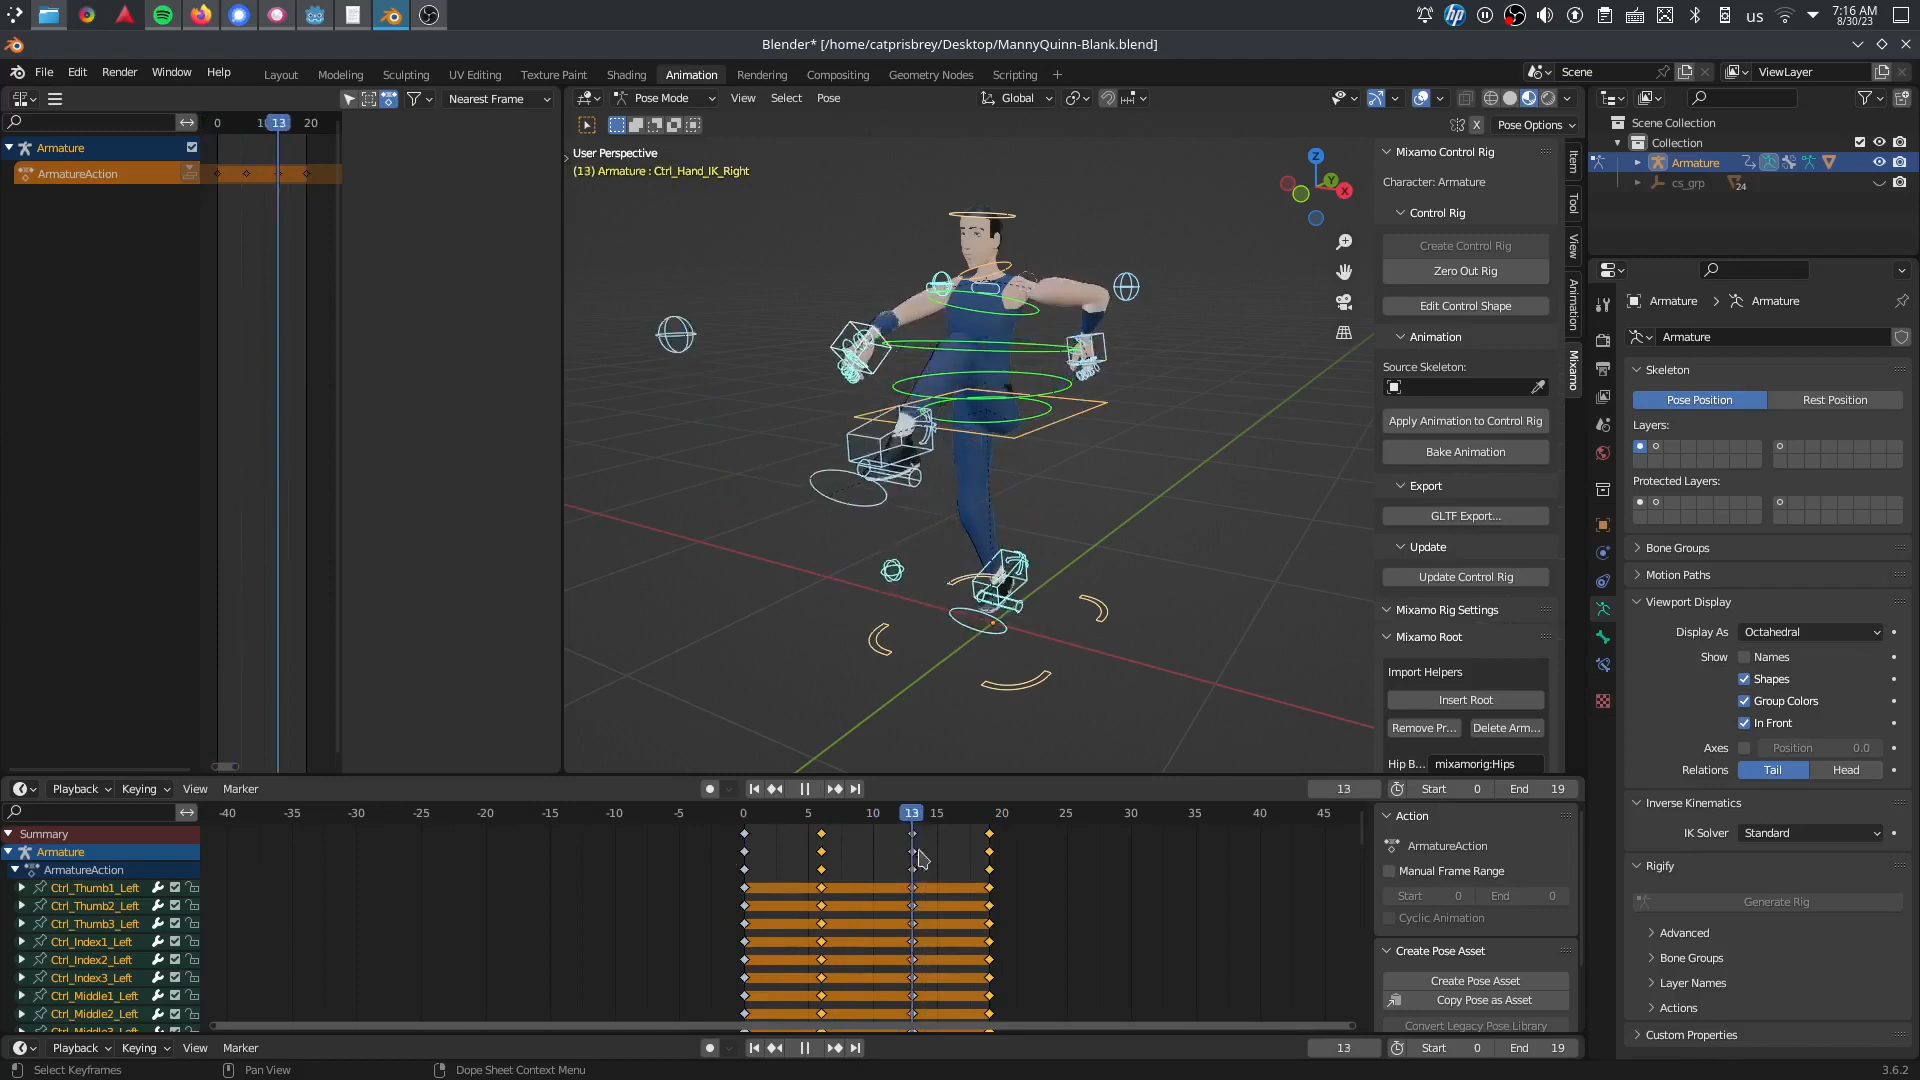 us
7:16 AM
8/30/23
Blender* [/home/catprisbrey/Desktop/MannyQuinn-Blank.blend]
File Edit Render Window Help
Layout Modeling Sculpting UV Editing Texture Paint Shading Animation Rendering Compositing Geometry Nodes Scripting +
Scene
ViewLayer
Nearest Frame
Pose Mode View Select Pose
Global
0 1 13 20
X Pose Options
Armature
ArmatureAction
User Perspective
(13) Armature : Ctrl_Hand_IK_Right
Z
Y
X
Mixamo Control Rig
Character: Armature
Control Rig
Create Control Rig
Zero Out Rig
Edit Control Shape
Animation
Source Skeleton:
Apply Animation to Control Rig
Bake Animation
Export
GLTF Export...
Update
Update Control Rig
Mixamo Rig Settings
Mixamo Root
Import Helpers
Insert Root
Remove Pr... Delete Arm...
Hip B... mixamorig:Hips
Item
Tool
View
Animation
Mixamo
Scene Collection
Collection
Armature
cs_grp 24
Armature > Armature
Armature
Skeleton
Pose Position Rest Position
Layers:
Protected Layers:
Bone Groups
Motion Paths
Viewport Display
Display As Octahedral
Show Names
Shapes
Group Colors
In Front
Axes Position 0.0
Relations Tail Head
Inverse Kinematics
IK Solver Standard
Rigify
Generate Rig
Advanced
Bone Groups
Layer Names
Actions
Custom Properties
Playback Keying View Marker
13 Start 0 End 19
-40 -35 -30 -25 -20 -15 -10 -5 0 5 10 13 15 20 25 30 35 40 45
Summary
Armature
ArmatureAction
Ctrl_Thumb1_Left
Ctrl_Thumb2_Left
Ctrl_Thumb3_Left
Ctrl_Index1_Left
Ctrl_Index2_Left
Ctrl_Index3_Left
Ctrl_Middle1_Left
Ctrl_Middle2_Left
Ctrl_Middle3_Left
Action
ArmatureAction
Manual Frame Range
Start 0 End 0
Cyclic Animation
Create Pose Asset
Create Pose Asset
Copy Pose as Asset
Convert Legacy Pose Library
Playback Keying View Marker
13 Start 0 End 19
Select Keyframes Pan View Dope Sheet Context Menu
3.6.2